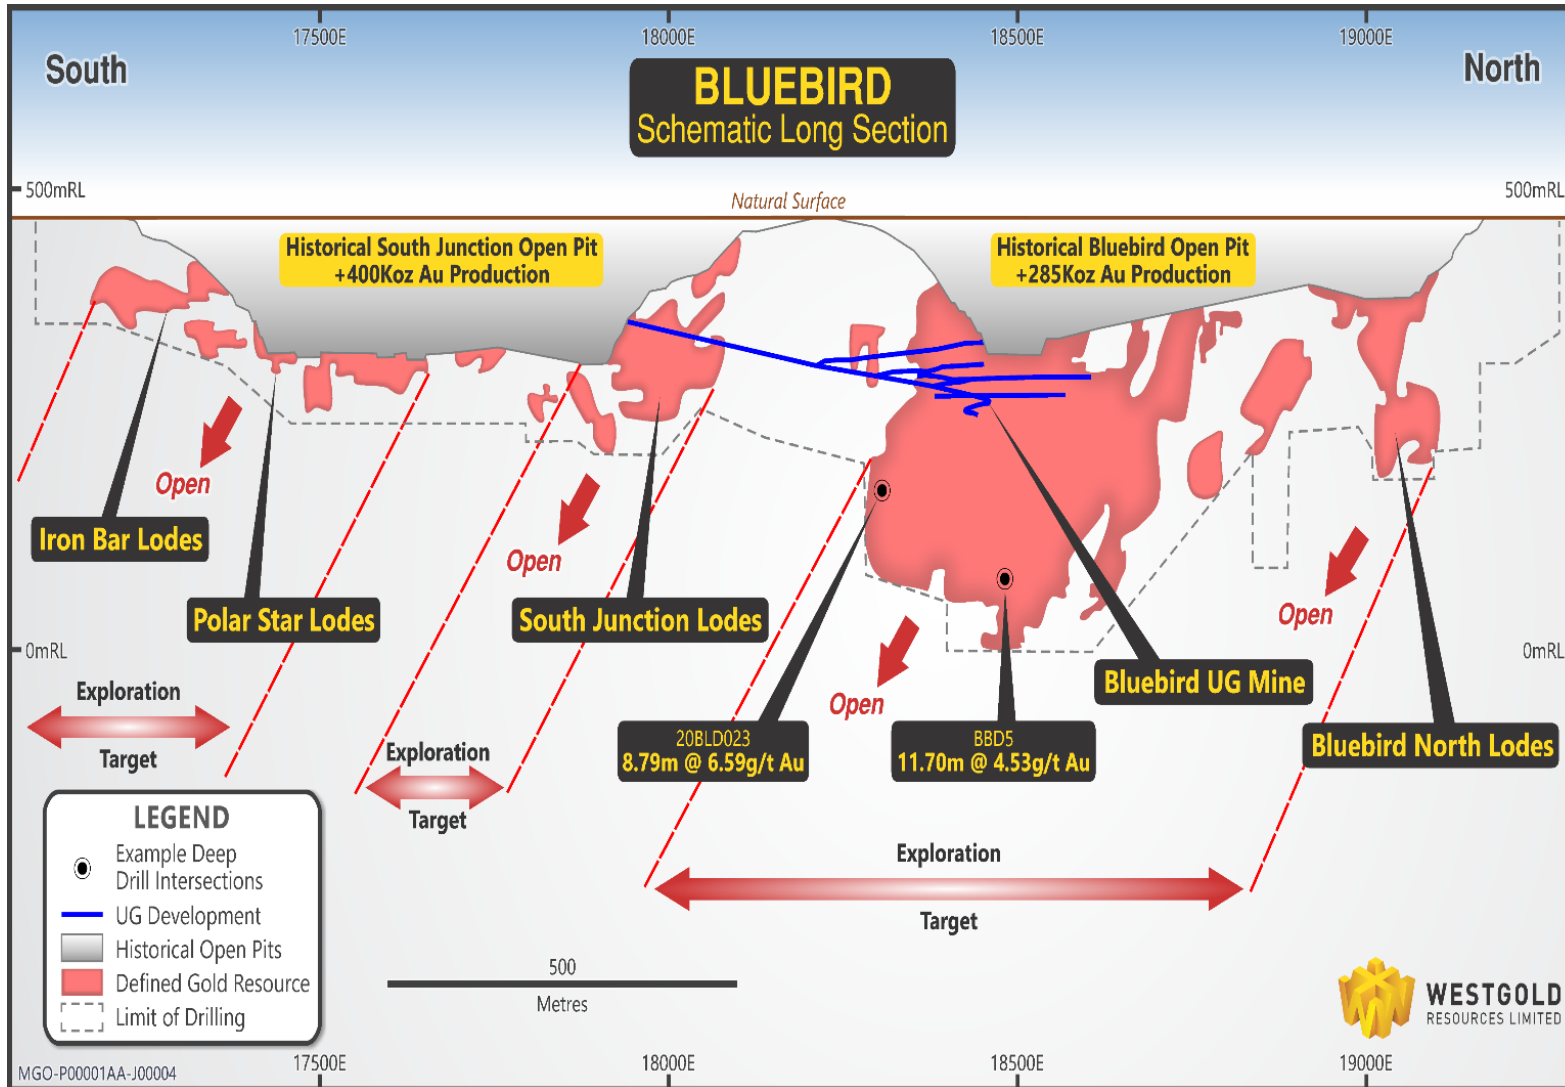 17500E
18000E
18500E
19000E
South
North
BLUEBIRD
Schematic Long Section
500mRL
500mRL
Natural Surface
Historical South Junction Open Pit
+400Koz Au Production
Historical Bluebird Open Pit
+285Koz Au Production
Open
Iron Bar Lodes
Open
Polar Star Lodes
South Junction Lodes
Open
0mRL
0mRL
Bluebird UG Mine
Open
Exploration
Target
20BLD023
8.79m @ 6.59g/t Au
BBD5
11.70m @ 4.53g/t Au
Bluebird North Lodes
Exploration
Target
LEGEND
Example Deep
Drill Intersections
UG Development
Historical Open Pits
Defined Gold Resource
Limit of Drilling
Exploration
Target
500
Metres
WESTGOLD
RESOURCES LIMITED
MGO-P00001AA-J00004
17500E
18000E
18500E
19000E